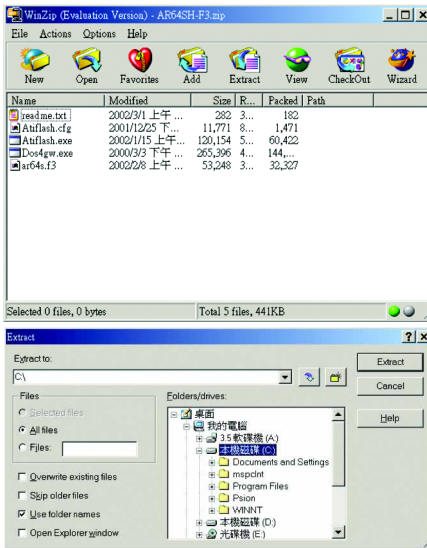 WinZip (Evaluation Version) - AR64SH-F3.zip
File Actions Options Help
New Open Favorites Add Extract View CheckOut Wizard
Name Modified Size R... Packed Path
readme.txt 2002/3/1 上午 ... 282 3... 182
Atiflash.cfg 2001/12/25 下... 11,771 8... 1,471
Atiflash.exe 2002/1/15 上午... 120,154 5... 60,422
Dos4gw.exe 2000/3/3 下午 ... 265,396 4... 144,...
ar64s.f3 2002/2/8 上午 ... 53,248 3... 32,327
Selected 0 files, 0 bytes Total 5 files, 441KB
Extract
Extract to:
C:\
Extract
Cancel
Help
Files
Selected files
All files
Files:
Overwrite existing files
Skip older files
Use folder names
Open Explorer window
Folders/drives:
桌面
我的電腦
3.5 軟碟機 (A:)
本機磁碟 (C:)
Documents and Settings
mspclnt
Program Files
Psion
WINNT
本機磁碟 (D:)
光碟機 (E:)